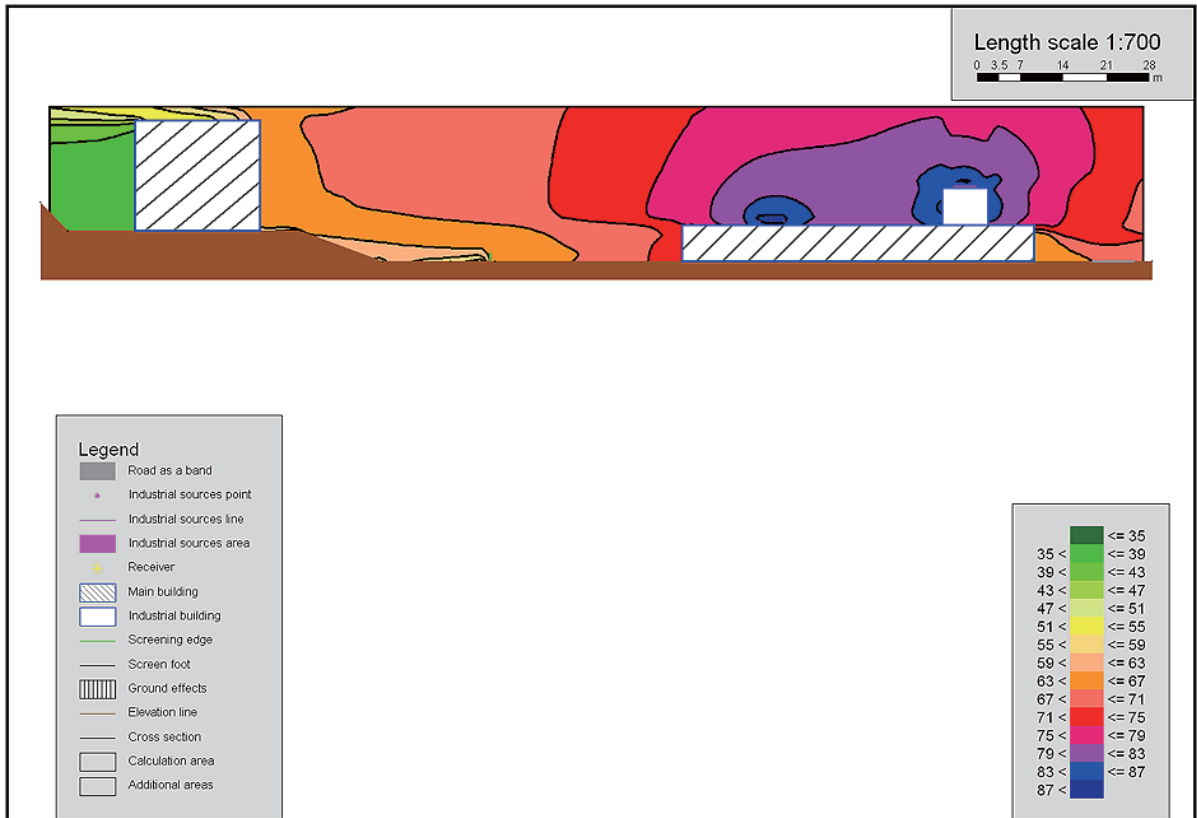 Length scale 1:700
0 3.5 7 14 21 28
m
Legend
Road as a band
Industrial sources point
Industrial sources line
Industrial sources area
Receiver
Main building
Industrial building
Screening edge
Screen foot
Ground effects
Elevation line
Cross section
Calculation area
Additional areas
<= 35
35 < <= 39
39 < <= 43
43 < <= 47
47 < <= 51
51 < <= 55
55 < <= 59
59 < <= 63
63 < <= 67
67 < <= 71
71 < <= 75
75 < <= 79
79 < <= 83
83 < <= 87
87 <